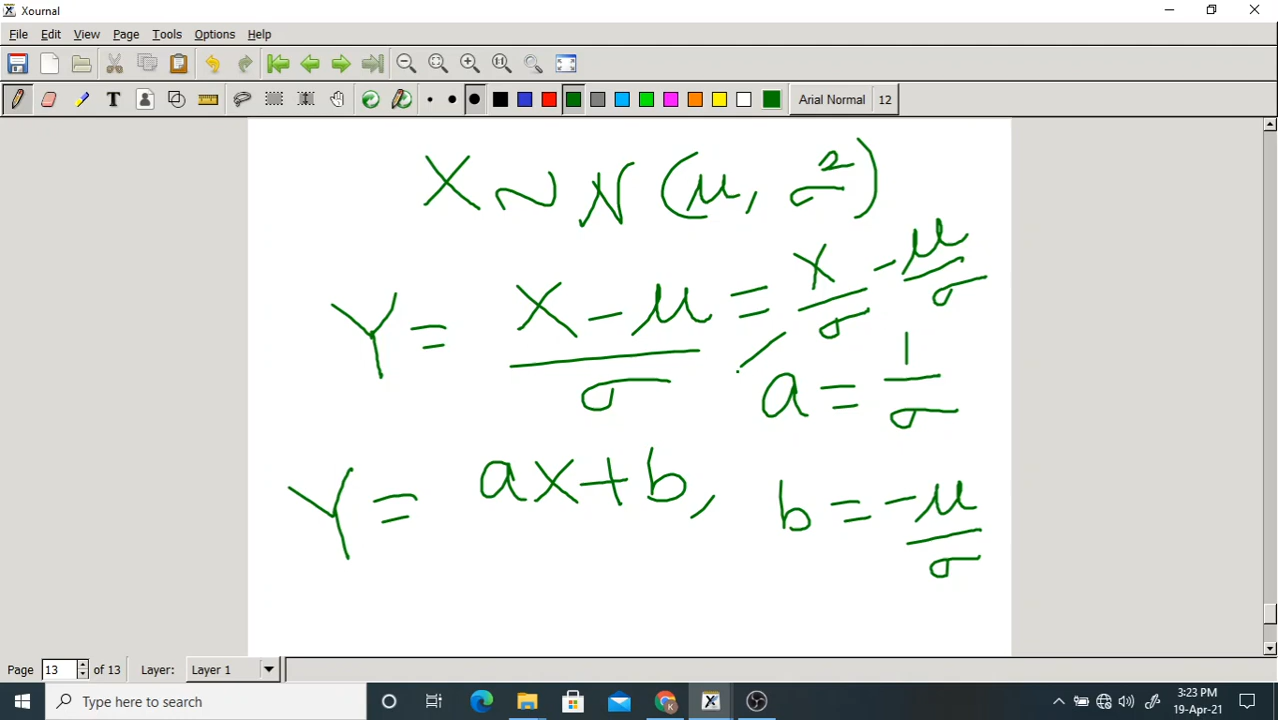 Xournal
File Edit View Page Tools Options Help
T Arial Normal 12
X ~ N (μ, σ²)
Y = (X - μ)/σ = X/σ - μ/σ
a = 1/σ
Y = aX + b, b = -μ/σ
Page 13 of 13 Layer: Layer 1
Type here to search
3:23 PM
19-Apr-21